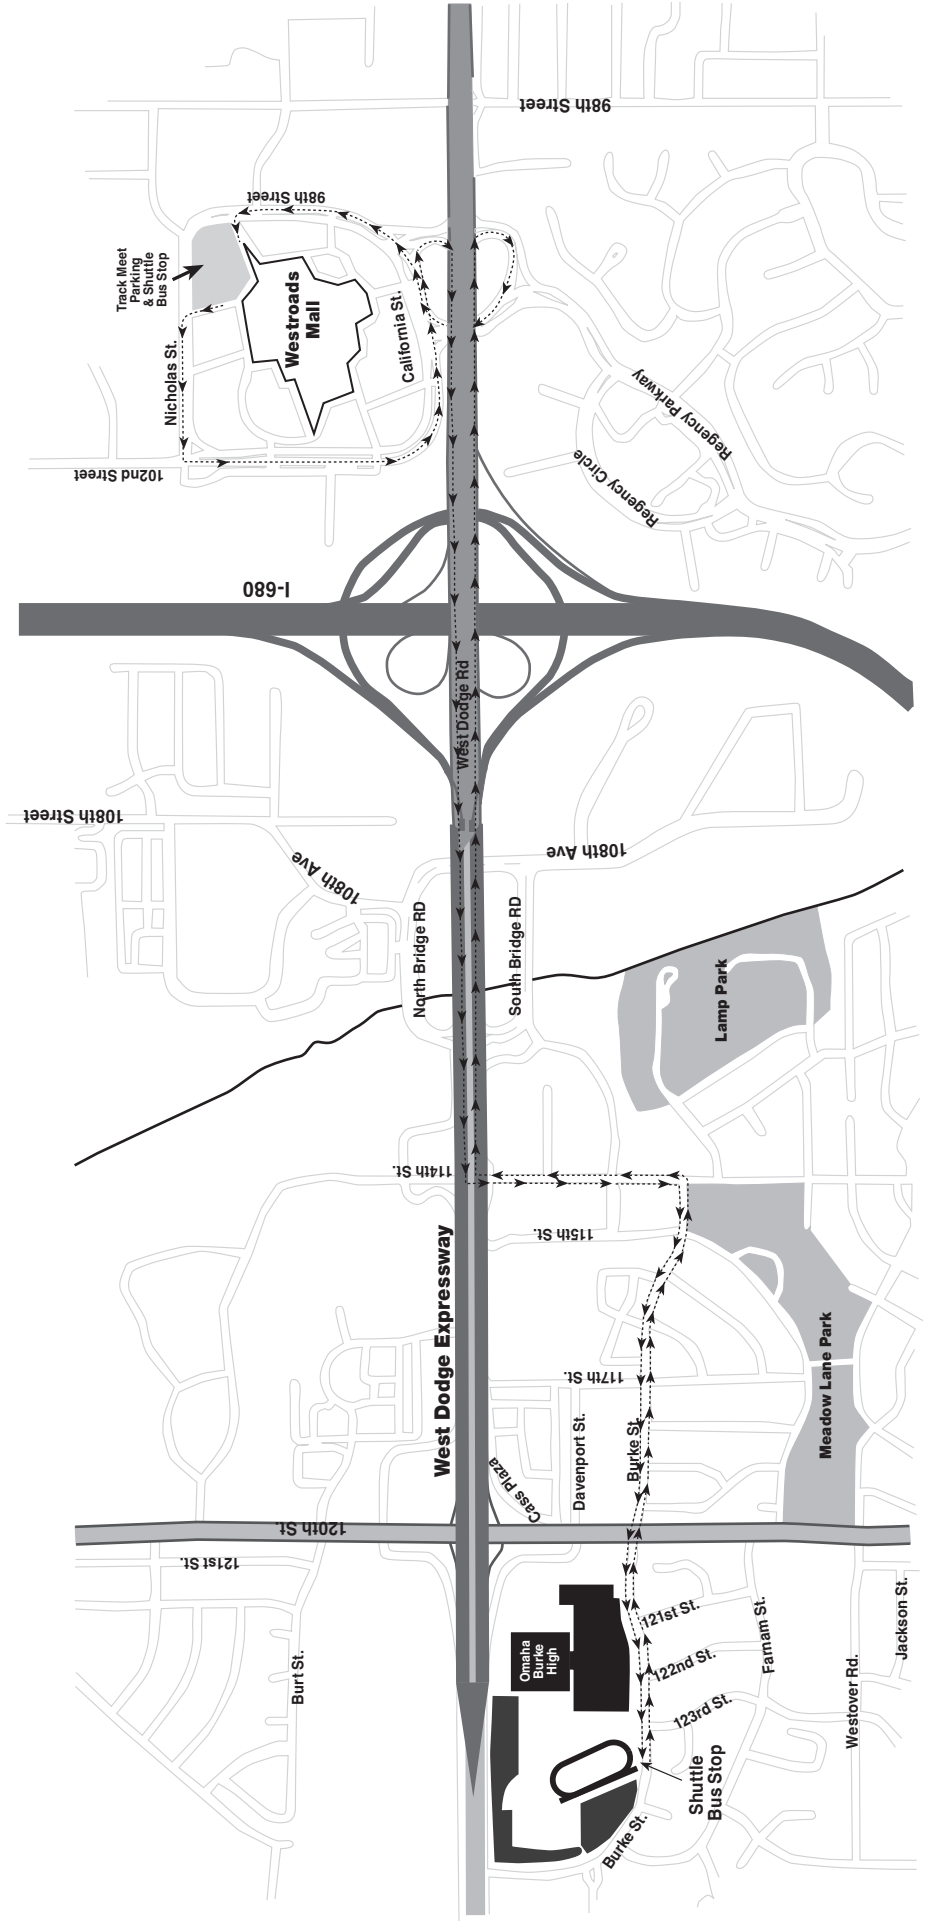 98th Street
98th Street
Track Meet
Parking
& Shuttle
Bus Stop
Westroads
Mall
California St.
Nicholas St.
102nd Street
Regency Parkway
Regency Circle
I-680
West Dodge Rd
108th Street
108th Ave
108th Ave
North Bridge RD
South Bridge RD
Lamp Park
114th St.
115th St.
West Dodge Expressway
Meadow Lane Park
117th St.
Davenport St.
Burke St.
Cass Plaza
120th St.
121st St.
Omaha
Burke
High
121st St.
122nd St.
123rd St.
Farnam St.
Jackson St.
Westover Rd.
Burt St.
Shuttle
Bus Stop
Burke St.